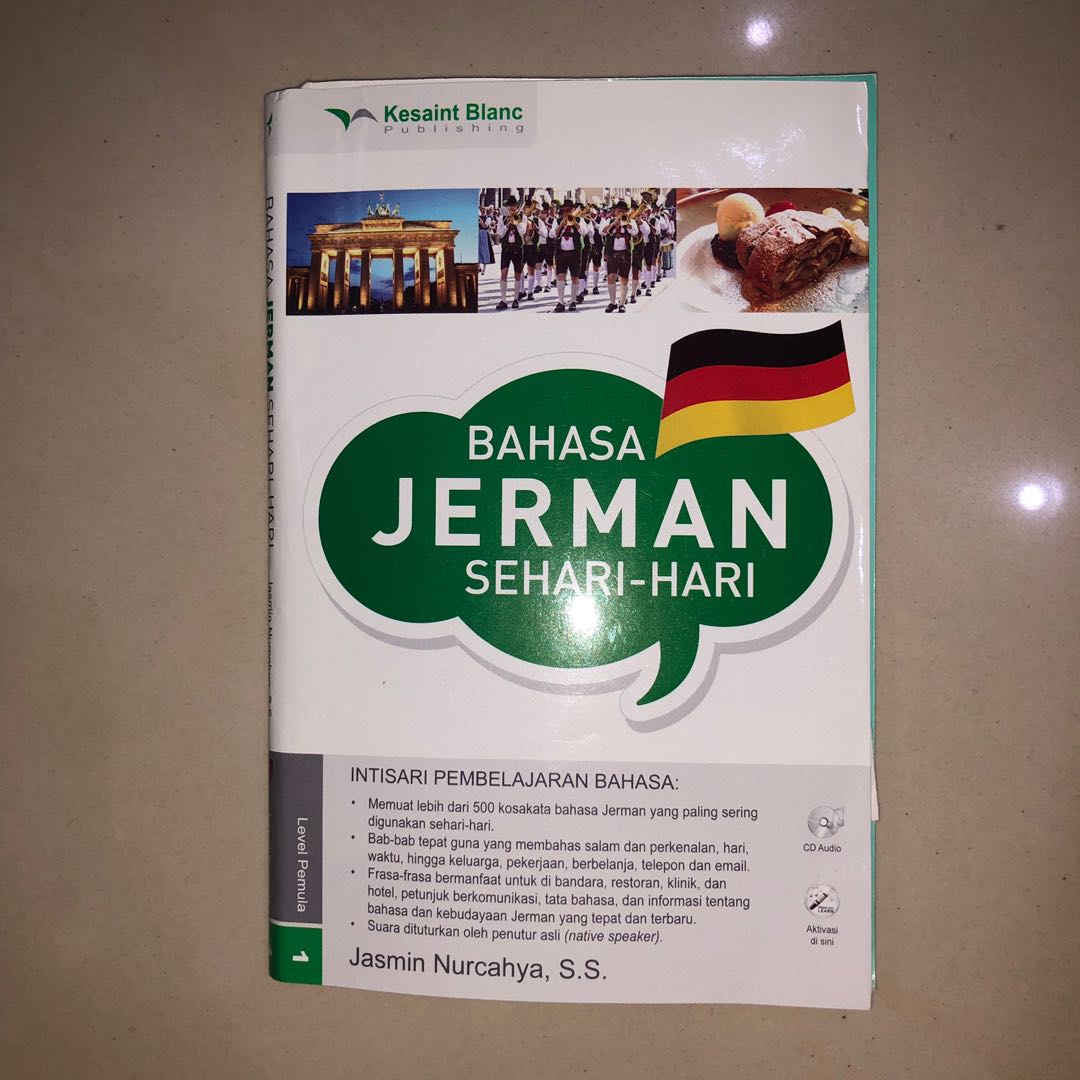 Kesaint Blanc
Publishing
BAHASA
JERMAN
SEHARI-HARI
INTISARI PEMBELAJARAN BAHASA:
• Memuat lebih dari 500 kosakata bahasa Jerman yang paling sering
digunakan sehari-hari.
• Bab-bab tepat guna yang membahas salam dan perkenalan, hari,
waktu, hingga keluarga, pekerjaan, berbelanja, telepon dan email.
• Frasa-frasa bermanfaat untuk di bandara, restoran, klinik, dan
hotel, petunjuk berkomunikasi, tata bahasa, dan informasi tentang
bahasa dan kebudayaan Jerman yang tepat dan terbaru.
• Suara dituturkan oleh penutur asli (native speaker).
Jasmin Nurcahya, S.S.
CD Audio
Aktivasi
di sini
BAHASA JERMAN SEHARI-HARI Jasmin Nurcahya, S.S.
Level Pemula
1